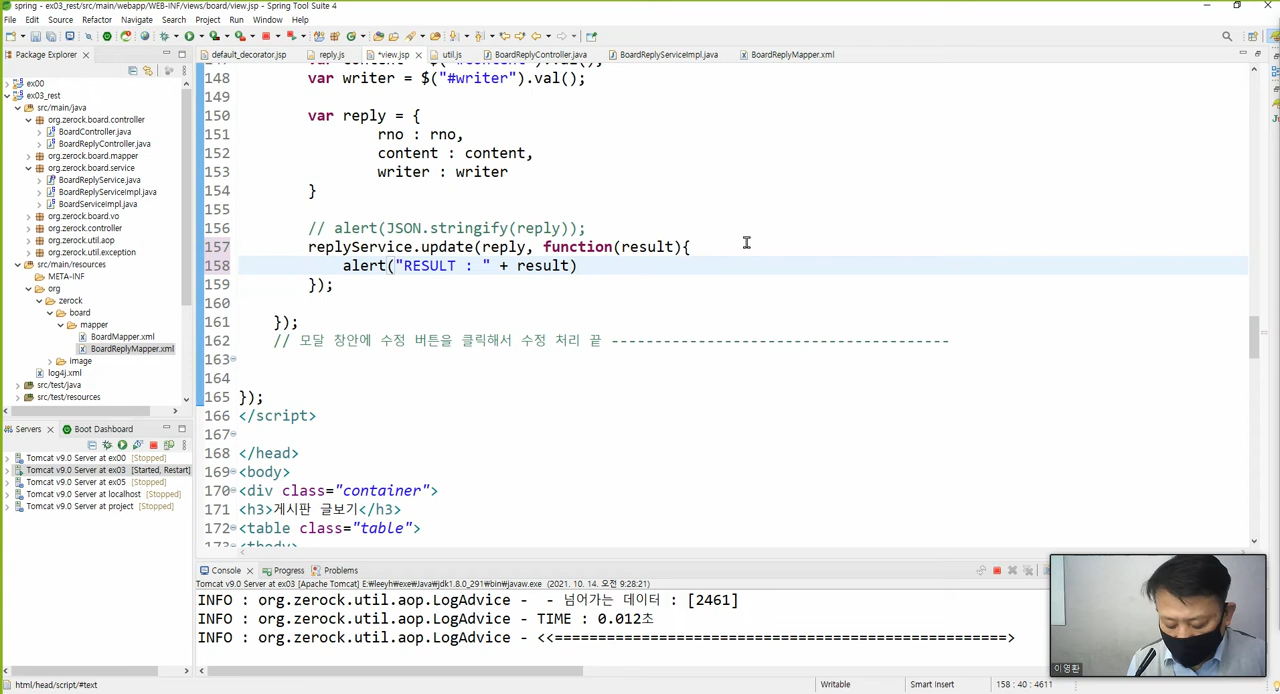 spring - ex03_rest/src/main/webapp/WEB-INF/views/board/view.jsp - Spring Tool Suite 4
File Edit Source Refactor Navigate Search Project Run Window Help
Package Explorer
default_decorator.jsp reply.js *view.jsp util.js BoardReplyController.java BoardReplyServiceImpl.java BoardReplyMapper.xml
ex00
ex03_rest
src/main/java
org.zerock.board.controller
BoardController.java
BoardReplyController.java
org.zerock.board.mapper
org.zerock.board.service
BoardReplyService.java
BoardReplyServiceImpl.java
BoardServiceImpl.java
org.zerock.board.vo
org.zerock.controller
org.zerock.util.aop
org.zerock.util.exception
src/main/resources
META-INF
org
zerock
board
mapper
BoardMapper.xml
BoardReplyMapper.xml
image
log4j.xml
src/test/java
src/test/resources
148 var writer = $("#writer").val();
149
150 var reply = {
151 rno : rno,
152 content : content,
153 writer : writer
154 }
155
156 // alert(JSON.stringify(reply));
157 replyService.update(reply, function(result){
158 alert("RESULT : " + result)
159 });
160
161 });
162 // 모달 창안에 수정 버튼을 클릭해서 수정 처리 끝 ---------------------------------------
163
164
165 });
166 </script>
167
168 </head>
169 <body>
170 <div class="container">
171 <h3>게시판 글보기</h3>
172 <table class="table">
Servers Boot Dashboard
Tomcat v9.0 Server at ex00 [Stopped]
Tomcat v9.0 Server at ex03 [Started, Restart]
Tomcat v9.0 Server at ex05 [Stopped]
Tomcat v9.0 Server at localhost [Stopped]
Tomcat v9.0 Server at project [Stopped]
Console Progress Problems
Tomcat v9.0 Server at ex03 [Apache Tomcat] E:\leeyh\exe\Java\jdk1.8.0_291\bin\javaw.exe (2021. 10. 14. 오전 9:28:21)
INFO : org.zerock.util.aop.LogAdvice - - 넘어가는 데이터 : [2461]
INFO : org.zerock.util.aop.LogAdvice - TIME : 0.012초
INFO : org.zerock.util.aop.LogAdvice - <<====================================================>
이영환
html/head/script/#text Writable Smart Insert 158 : 40 : 4611